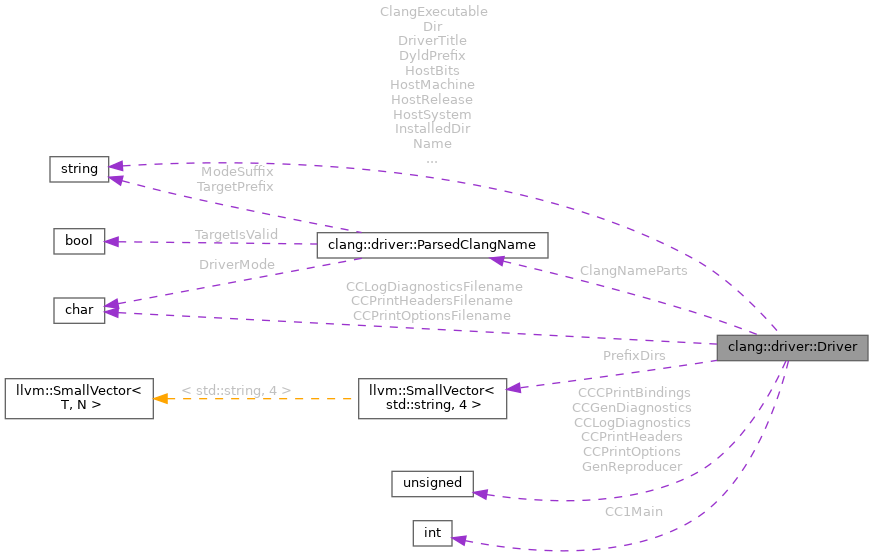 ClangExecutable
Dir
DriverTitle
DyldPrefix
HostBits
HostMachine
HostRelease
HostSystem
InstalledDir
Name
...
string
ModeSuffix
TargetPrefix
bool
TargetIsValid
clang::driver::ParsedClangName
DriverMode
ClangNameParts
char
CCLogDiagnosticsFilename
CCPrintHeadersFilename
CCPrintOptionsFilename
clang::driver::Driver
PrefixDirs
llvm::SmallVector<
T, N >
< std::string, 4 >
llvm::SmallVector<
std::string, 4 >
CCCPrintBindings
CCGenDiagnostics
CCLogDiagnostics
CCPrintHeaders
CCPrintOptions
GenReproducer
unsigned
CC1Main
int